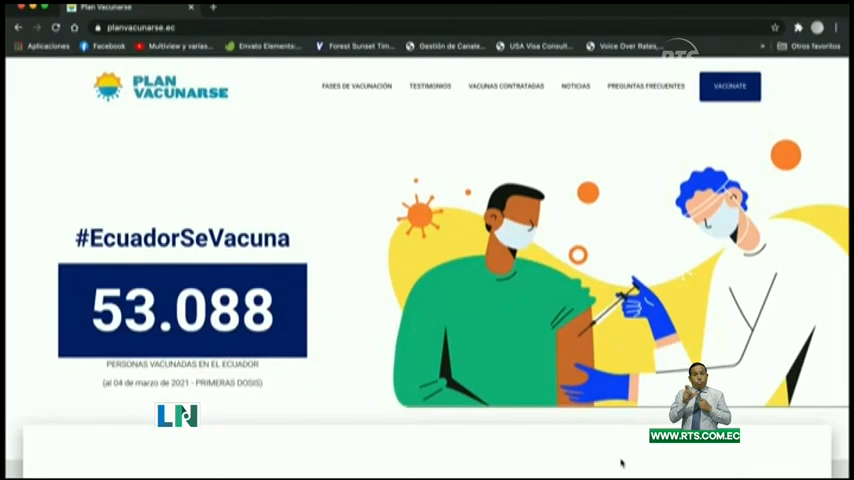 Plan Vacunarse
planvacunarse.ec
Aplicaciones
Facebook
Multiview y varias...
Envato Elements:...
Forest Sunset Tim...
Gestión de Canale...
USA Visa Consult...
Voice Over Rates,...
»
Otros favoritos
RTS
PLAN
VACUNARSE
FASES DE VACUNACIÓN
TESTIMONIOS
VACUNAS CONTRATADAS
NOTICIAS
PREGUNTAS FRECUENTES
VACÚNATE
#EcuadorSeVacuna
53.088
PERSONAS VACUNADAS EN EL ECUADOR
(al 04 de marzo de 2021 - PRIMERAS DOSIS)
LN
WWW.RTS.COM.EC